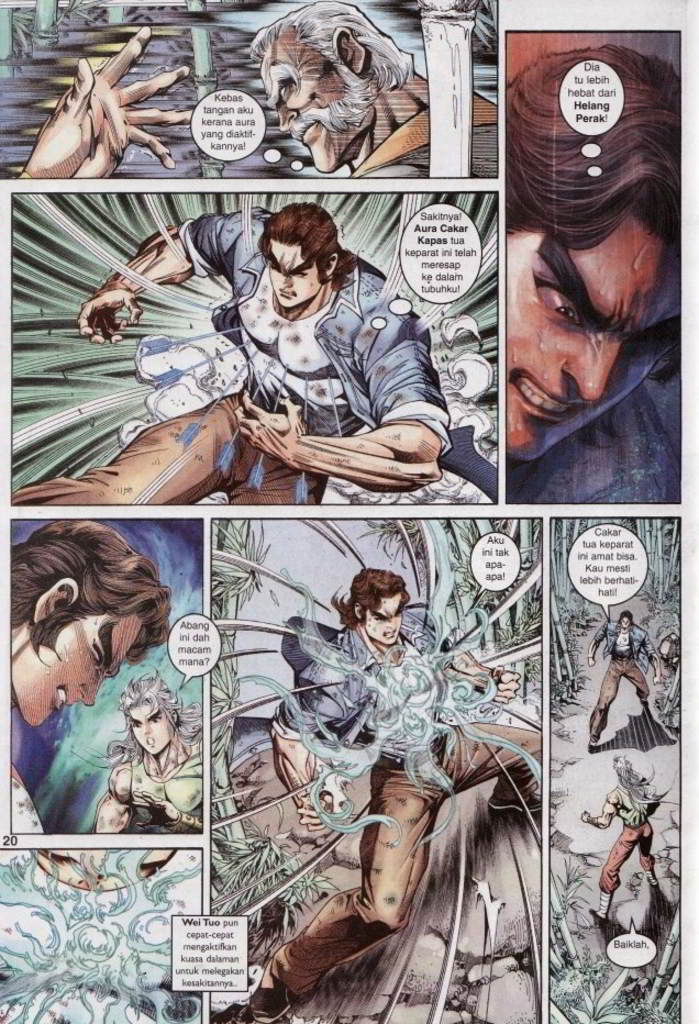 Kebas
tangan aku
kerana aura
yang diaktif-
kannya!
Dia
tu lebih
hebat dari
Helang
Perak!
Sakitnya!
Aura Cakar
Kapas tua
keparat ini telah
meresap
ke dalam
tubuhku!
Abang
ini dah
macam
mana?
Aku
ini tak
apa-
apa!
Cakar
tua keparat
ini amat bisa.
Kau mesti
lebih berhati-
hati!
Baiklah,
20
Wei Tuo pun
cepat-cepat
mengaktifkan
kuasa dalaman
untuk melegakan
kesakitannya..